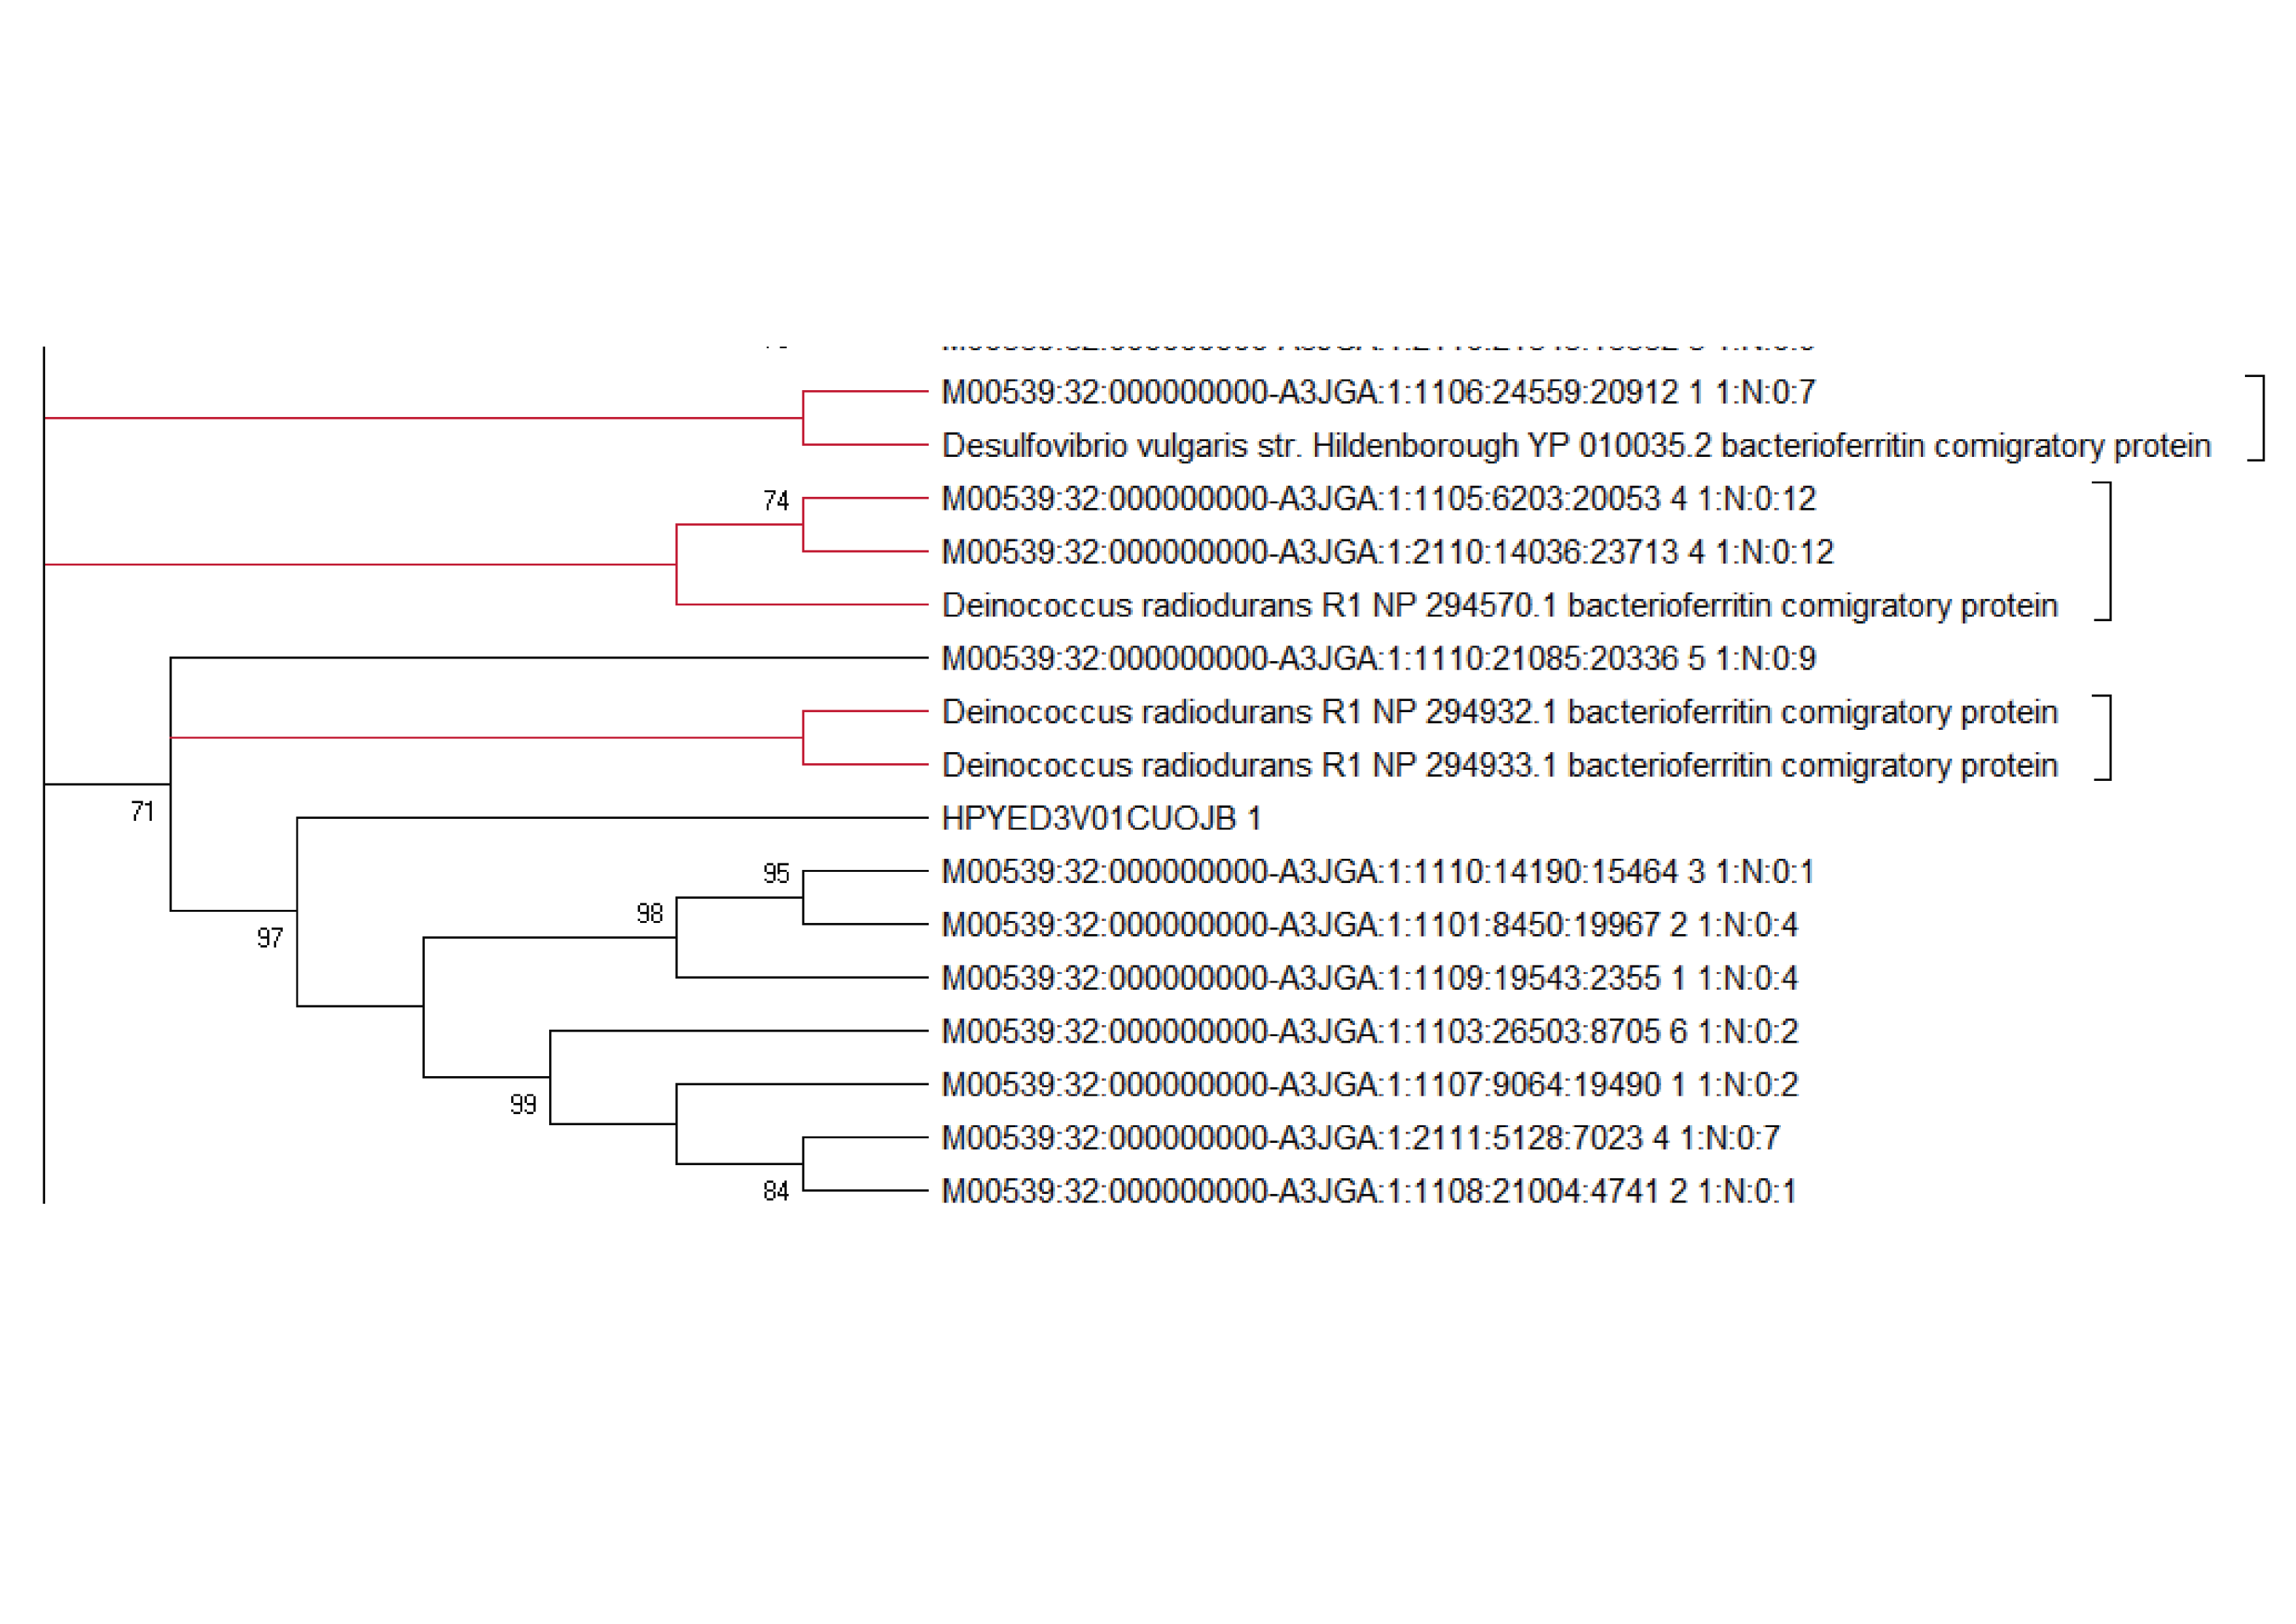 M00539:32:000000000-A3JGA:1:1106:24559:20912 1 1:N:0:7
Desulfovibrio vulgaris str. Hildenborough YP 010035.2 bacterioferritin comigratory protein
74
M00539:32:000000000-A3JGA:1:1105:6203:20053 4 1:N:0:12
M00539:32:000000000-A3JGA:1:2110:14036:23713 4 1:N:0:12
Deinococcus radiodurans R1 NP 294570.1 bacterioferritin comigratory protein
M00539:32:000000000-A3JGA:1:1110:21085:20336 5 1:N:0:9
Deinococcus radiodurans R1 NP 294932.1 bacterioferritin comigratory protein
Deinococcus radiodurans R1 NP 294933.1 bacterioferritin comigratory protein
71
HPYED3V01CUOJB 1
95
M00539:32:000000000-A3JGA:1:1110:14190:15464 3 1:N:0:1
98
M00539:32:000000000-A3JGA:1:1101:8450:19967 2 1:N:0:4
97
M00539:32:000000000-A3JGA:1:1109:19543:2355 1 1:N:0:4
M00539:32:000000000-A3JGA:1:1103:26503:8705 6 1:N:0:2
M00539:32:000000000-A3JGA:1:1107:9064:19490 1 1:N:0:2
99
M00539:32:000000000-A3JGA:1:2111:5128:7023 4 1:N:0:7
84
M00539:32:000000000-A3JGA:1:1108:21004:4741 2 1:N:0:1